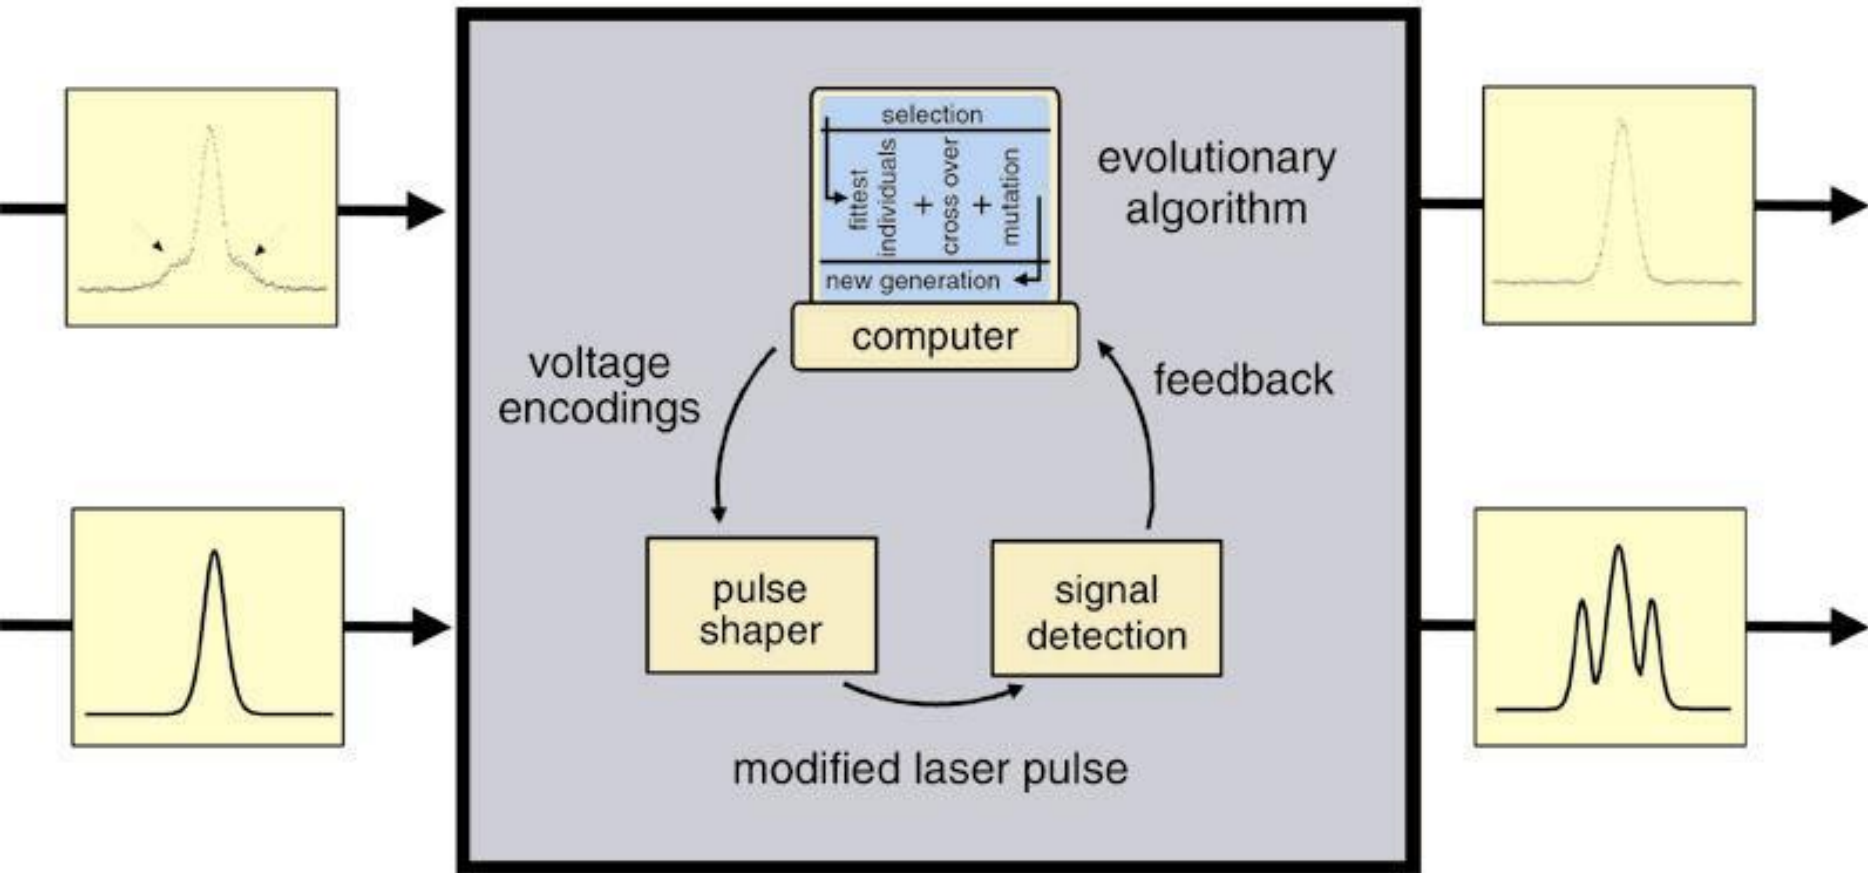 selection
fittest
individuals
+
cross over
+
mutation
new generation
computer
evolutionary
algorithm
voltage
encodings
feedback
pulse
shaper
signal
detection
modified laser pulse